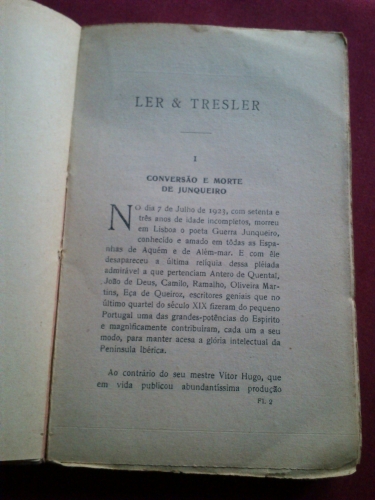 LER & TRESLER
I
CONVERSÃO E MORTE
DE JUNQUEIRO
NO dia 7 de Julho de 1923, com setenta e
três anos de idade incompletos, morreu
em Lisboa o poeta Guerra Junqueiro,
conhecido e amado em tôdas as Espa-
nhas de Aquém e de Além-mar. E com êle
desapareceu a última relíquia dessa plêiada
admirável a que pertenciam Antero de Quental,
João de Deus, Camilo, Ramalho, Oliveira Mar-
tins, Eça de Queiroz, escritores geniais que no
último quartel do século XIX fizeram do pequeno
Portugal uma das grandes-potências do Espírito
e magnìficamente contribuíram, cada um a seu
modo, para manter acesa a glória intelectual da
Península Ibérica.
Ao contrário do seu mestre Vítor Hugo, que
em vida publicou abundantíssima produção
Fl. 2